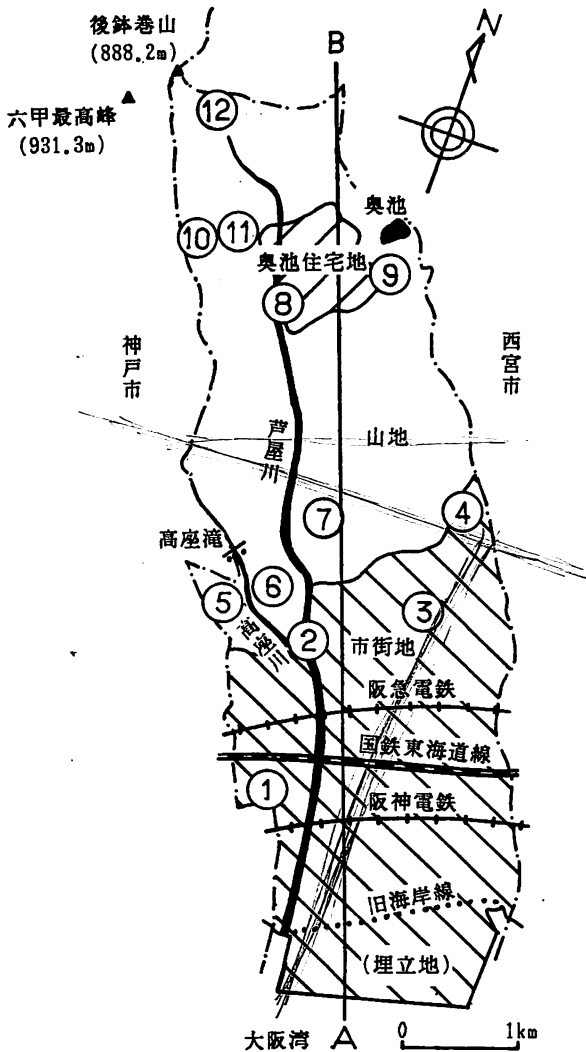 後鉢巻山
(888.2m)
六甲最高峰
(931.3m)
B
N
⑫
奥池
⑩
⑪
奥池住宅地
⑨
⑧
神戸市
西宮市
芦屋川
山地
④
⑦
高座滝
⑥
⑤
③
高座川
②
市街地
阪急電鉄
国鉄東海道線
①
阪神電鉄
旧海岸線
(埋立地)
大阪湾
A
0
1km